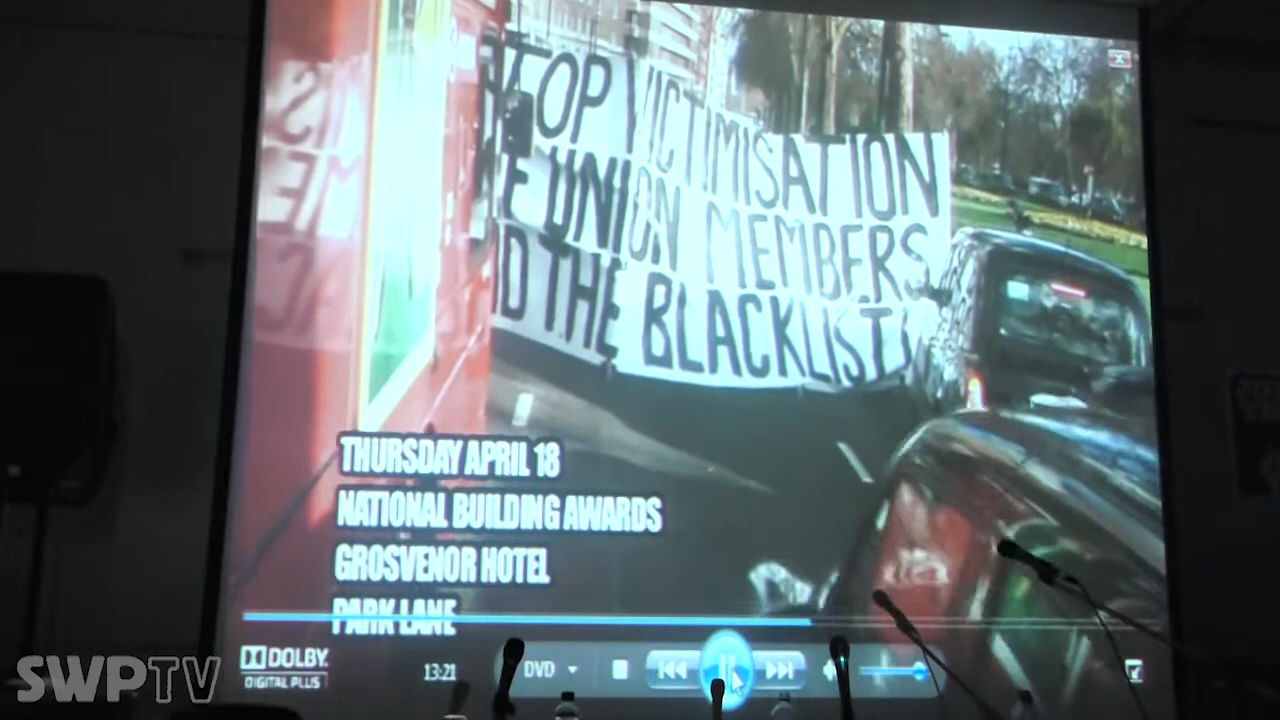 TOP VICTIMISATION
F UNION MEMBERS
D THE BLACKLIST!
THURSDAY APRIL 18
NATIONAL BUILDING AWARDS
GROSVENOR HOTEL
PARK LANE
DOLBY
DIGITAL PLUS
13:21
DVD
SWPTV